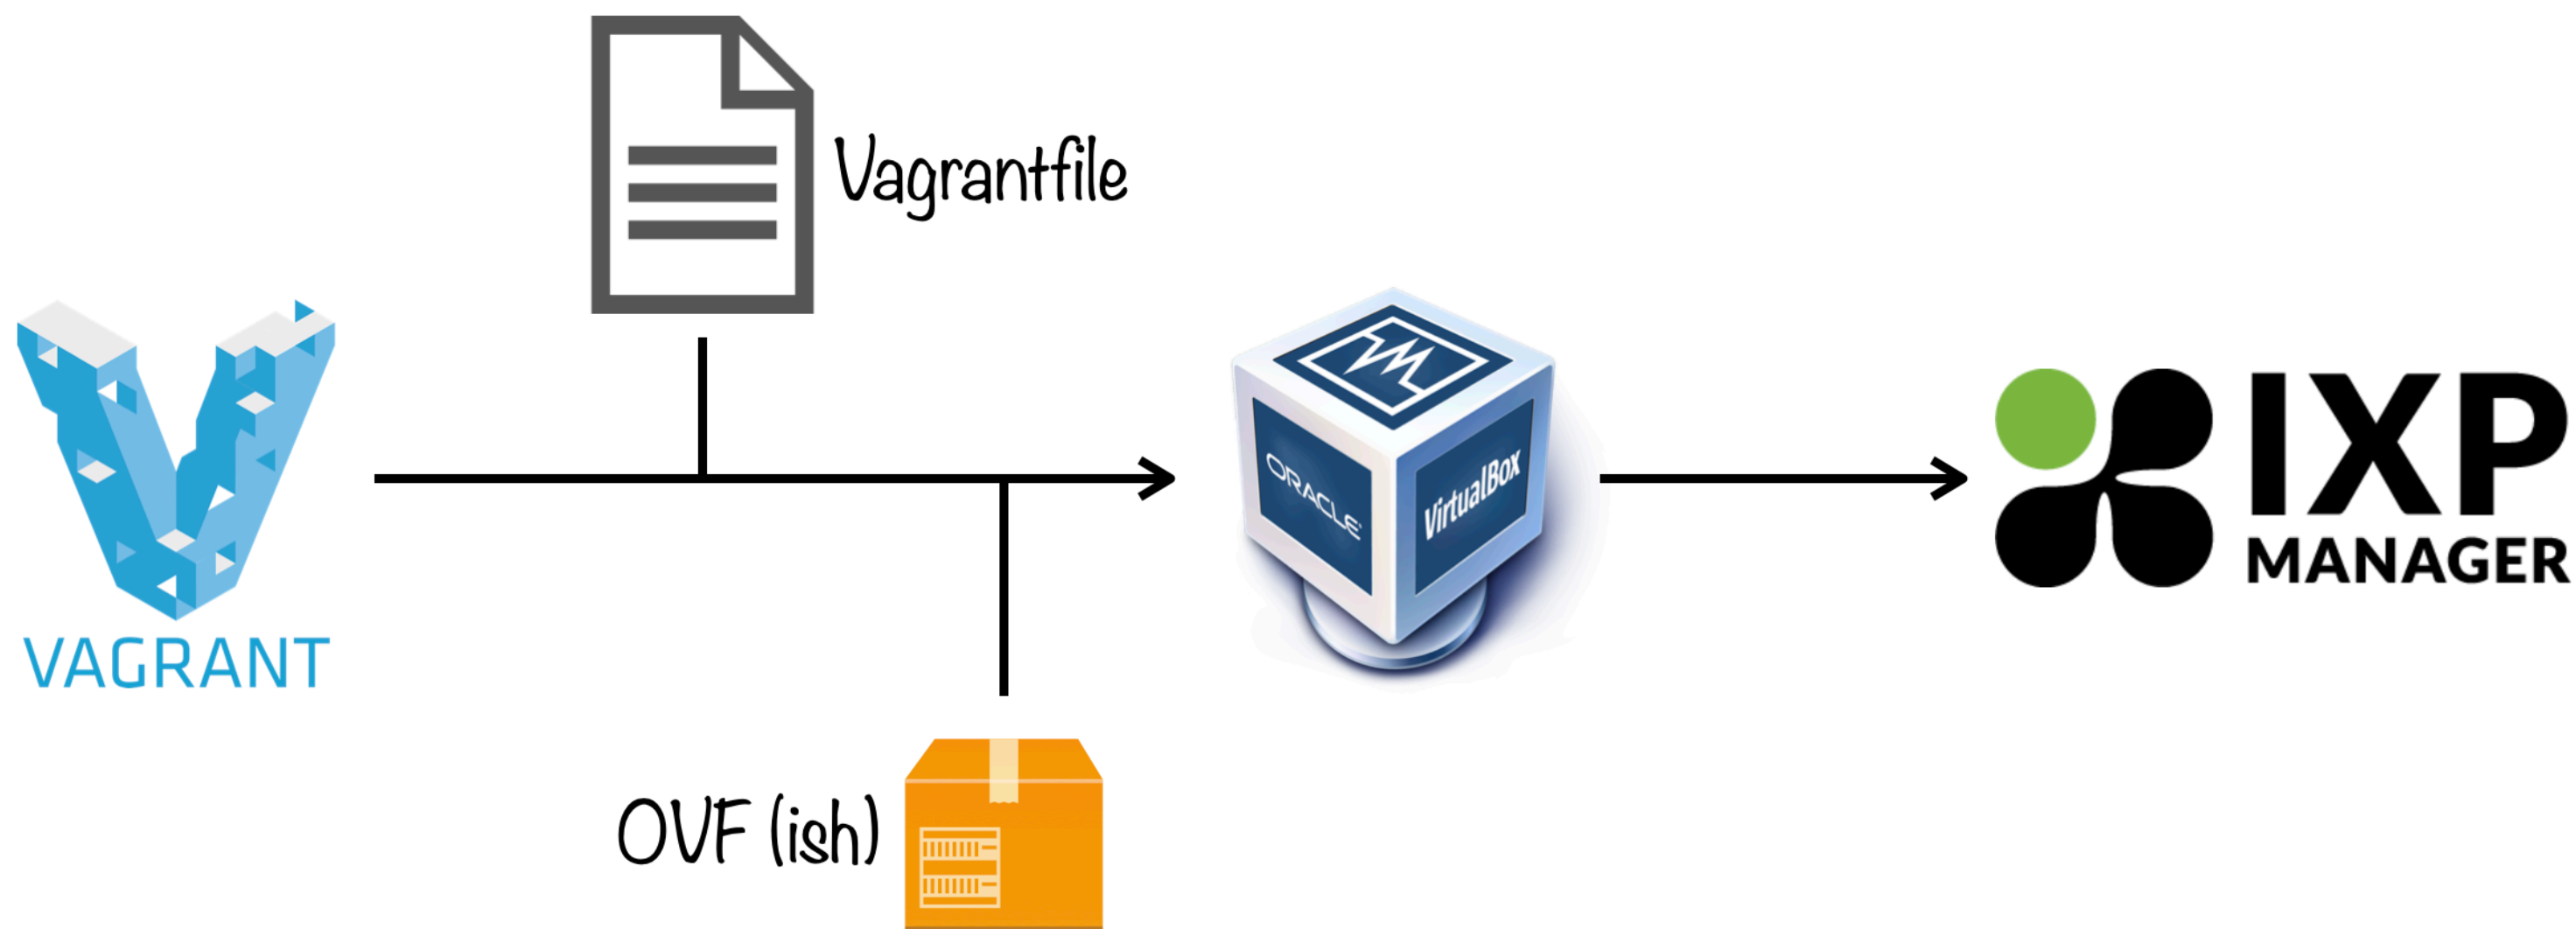 Vagrantfile
VAGRANT
ORACLE
VirtualBox
IXP
MANAGER
OVF (ish)